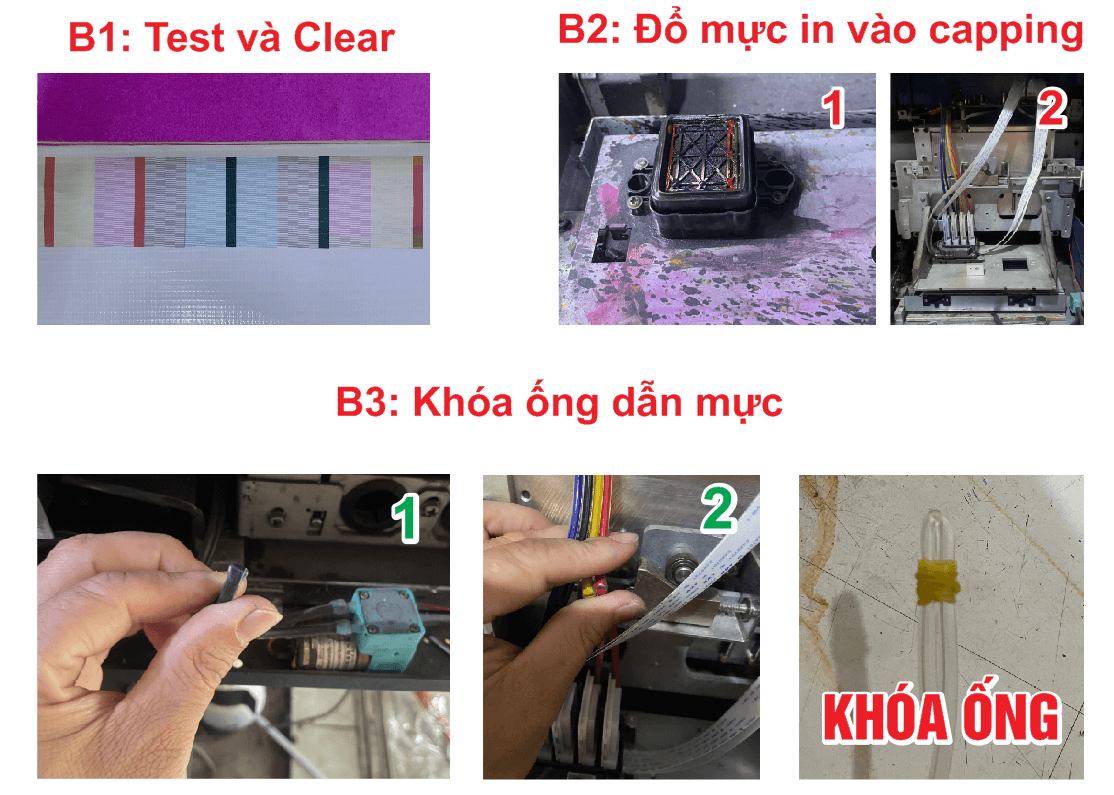 B1: Test và Clear
B2: Đổ mực in vào capping
1
2
B3: Khóa ống dẫn mực
1
2
KHÓA ỐNG